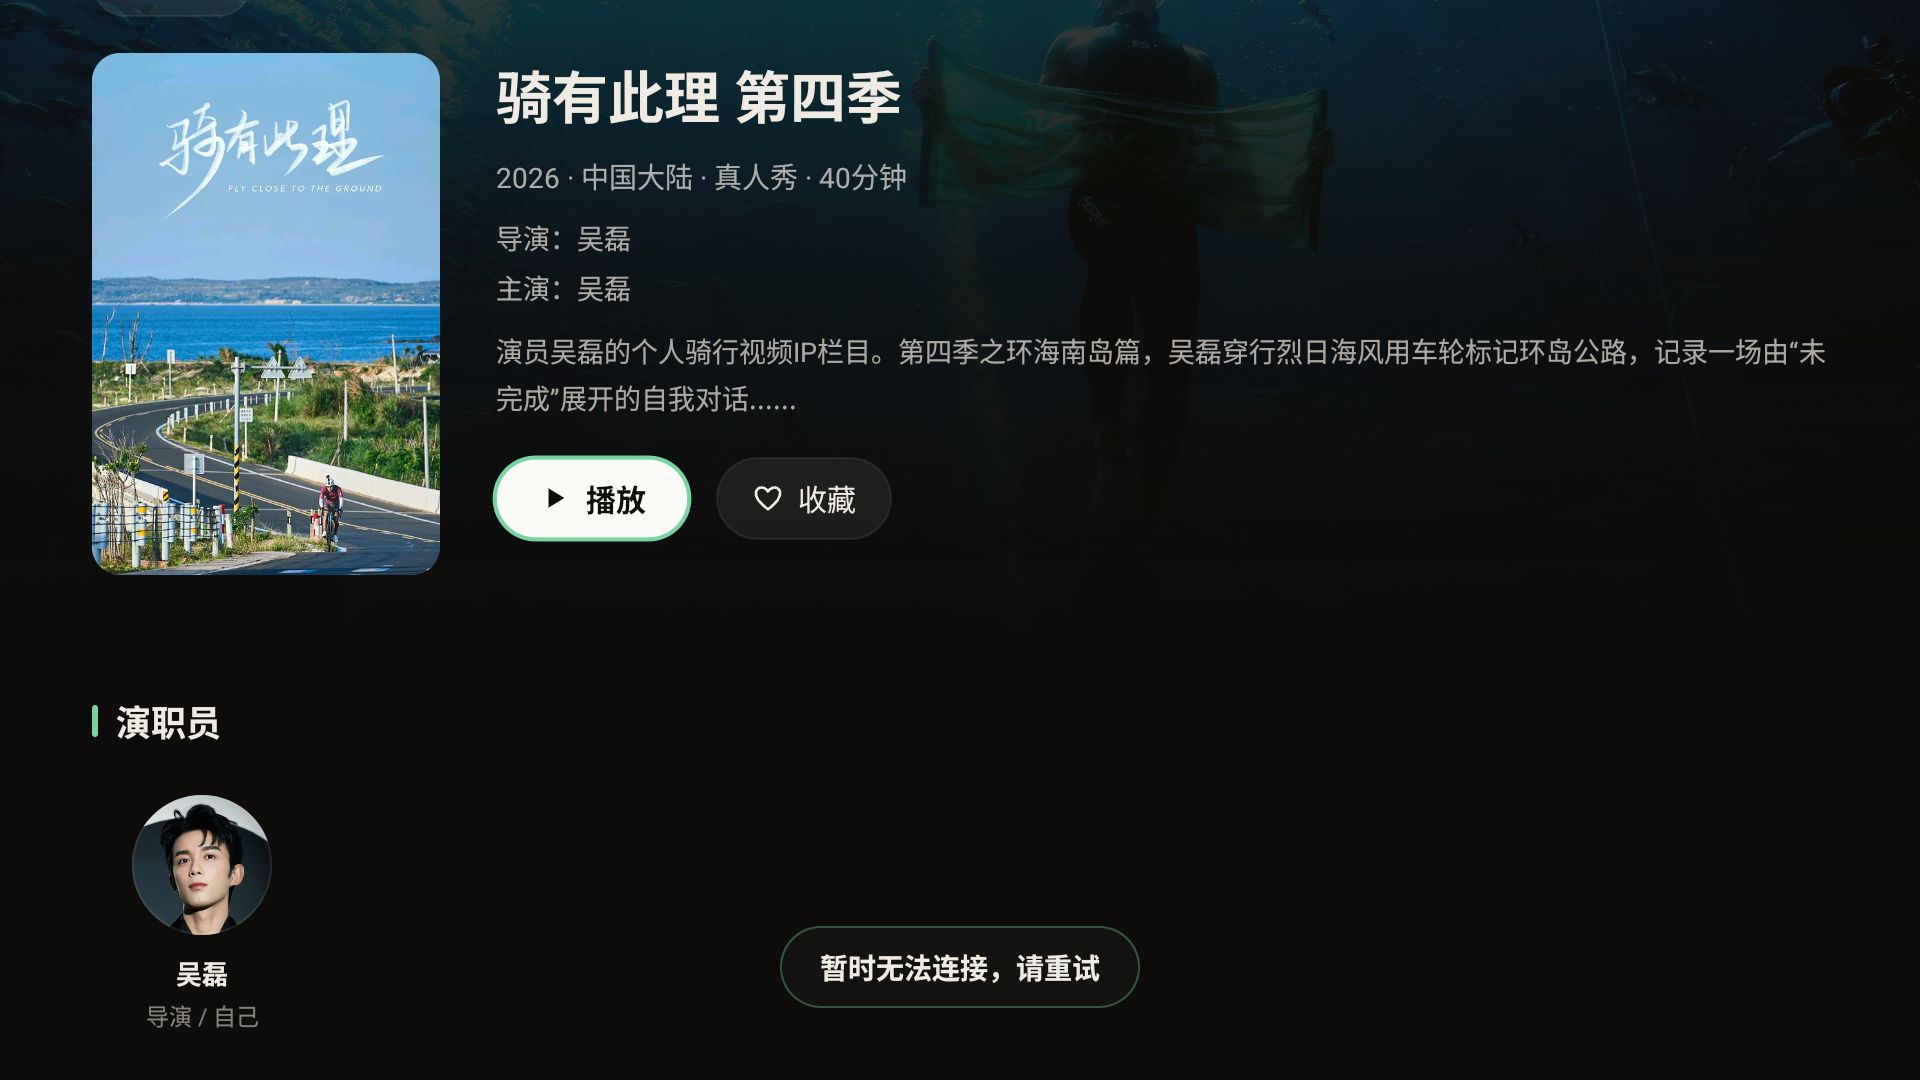 骑有此理
FLY CLOSE TO THE GROUND
骑有此理 第四季
2026 · 中国大陆 · 真人秀 · 40分钟
导演：吴磊
主演：吴磊
演员吴磊的个人骑行视频IP栏目。第四季之环海南岛篇，吴磊穿行烈日海风用车轮标记环岛公路，记录一场由“未
完成”展开的自我对话……
播放
收藏
演职员
吴磊
导演 / 自己
暂时无法连接，请重试